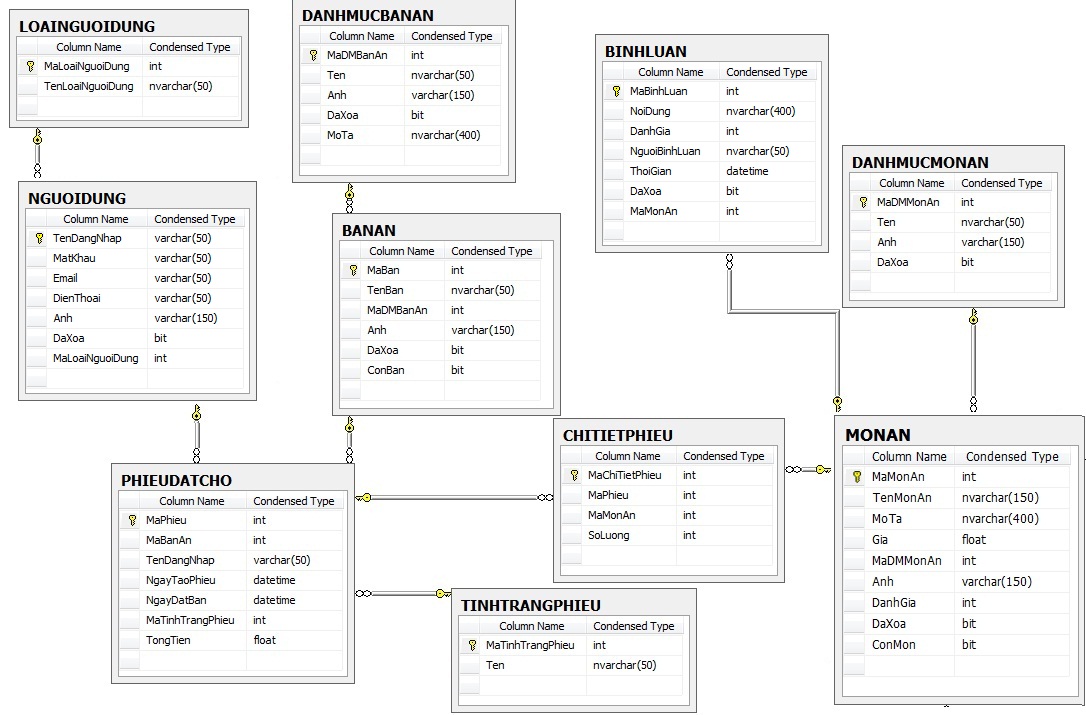 LOAINGUOIDUNG
Column Name Condensed Type
MaLoaiNguoiDung int
TenLoaiNguoiDung nvarchar(50)
DANHMUCBANAN
Column Name Condensed Type
MaDMBanAn int
Ten nvarchar(50)
Anh varchar(150)
DaXoa bit
MoTa nvarchar(400)
BINHLUAN
Column Name Condensed Type
MaBinhLuan int
NoiDung nvarchar(400)
DanhGia int
NguoiBinhLuan nvarchar(50)
ThoiGian datetime
DaXoa bit
MaMonAn int
DANHMUCMONAN
Column Name Condensed Type
MaDMMonAn int
Ten nvarchar(50)
Anh varchar(150)
DaXoa bit
NGUOIDUNG
Column Name Condensed Type
TenDangNhap varchar(50)
MatKhau varchar(50)
Email varchar(50)
DienThoai varchar(50)
Anh varchar(150)
DaXoa bit
MaLoaiNguoiDung int
BANAN
Column Name Condensed Type
MaBan int
TenBan nvarchar(50)
MaDMBanAn int
Anh varchar(150)
DaXoa bit
ConBan bit
CHITIETPHIEU
Column Name Condensed Type
MaChiTietPhieu int
MaPhieu int
MaMonAn int
SoLuong int
MONAN
Column Name Condensed Type
MaMonAn int
TenMonAn nvarchar(150)
MoTa nvarchar(400)
Gia float
MaDMMonAn int
Anh varchar(150)
DanhGia int
DaXoa bit
ConMon bit
PHIEUDATCHO
Column Name Condensed Type
MaPhieu int
MaBanAn int
TenDangNhap varchar(50)
NgayTaoPhieu datetime
NgayDatBan datetime
MaTinhTrangPhieu int
TongTien float
TINHTRANGPHIEU
Column Name Condensed Type
MaTinhTrangPhieu int
Ten nvarchar(50)